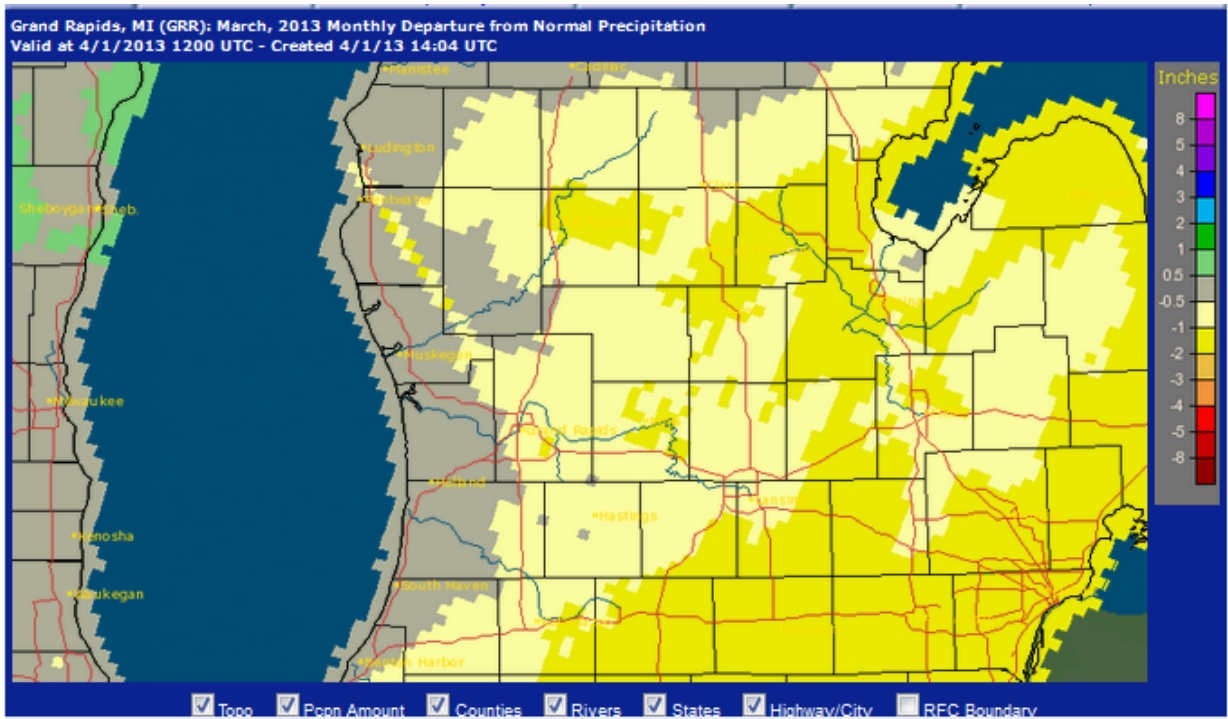 Grand Rapids, MI (GRR): March, 2013 Monthly Departure from Normal Precipitation
Valid at 4/1/2013 1200 UTC - Created 4/1/13 14:04 UTC
Manistee
Cadillac
Inches
8
5
4
3
2
1
0.5
-0.5
-1
-2
-3
-4
-5
-8
Ludington
Pentwater
Sheboygan
Sheb.
Muskegon
Milwaukee
Grand Rapids
Holland
Lansing
Hastings
Kenosha
South Haven
Waukegan
Benton Harbor
Topo
Pcpn Amount
Counties
Rivers
States
Highway/City
RFC Boundary